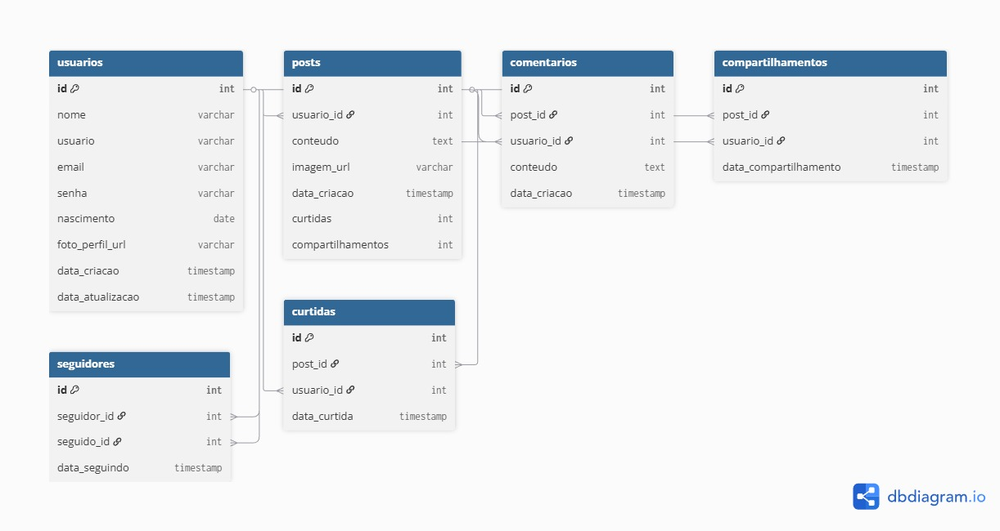 usuarios
id int
nome varchar
usuario varchar
email varchar
senha varchar
nascimento date
foto_perfil_url varchar
data_criacao timestamp
data_atualizacao timestamp
posts
id int
usuario_id int
conteudo text
imagem_url varchar
data_criacao timestamp
curtidas int
compartilhamentos int
comentarios
id int
post_id int
usuario_id int
conteudo text
data_criacao timestamp
compartilhamentos
id int
post_id int
usuario_id int
data_compartilhamento timestamp
seguidores
id int
seguidor_id int
seguido_id int
data_seguindo timestamp
curtidas
id int
post_id int
usuario_id int
data_curtida timestamp
dbdiagram.io